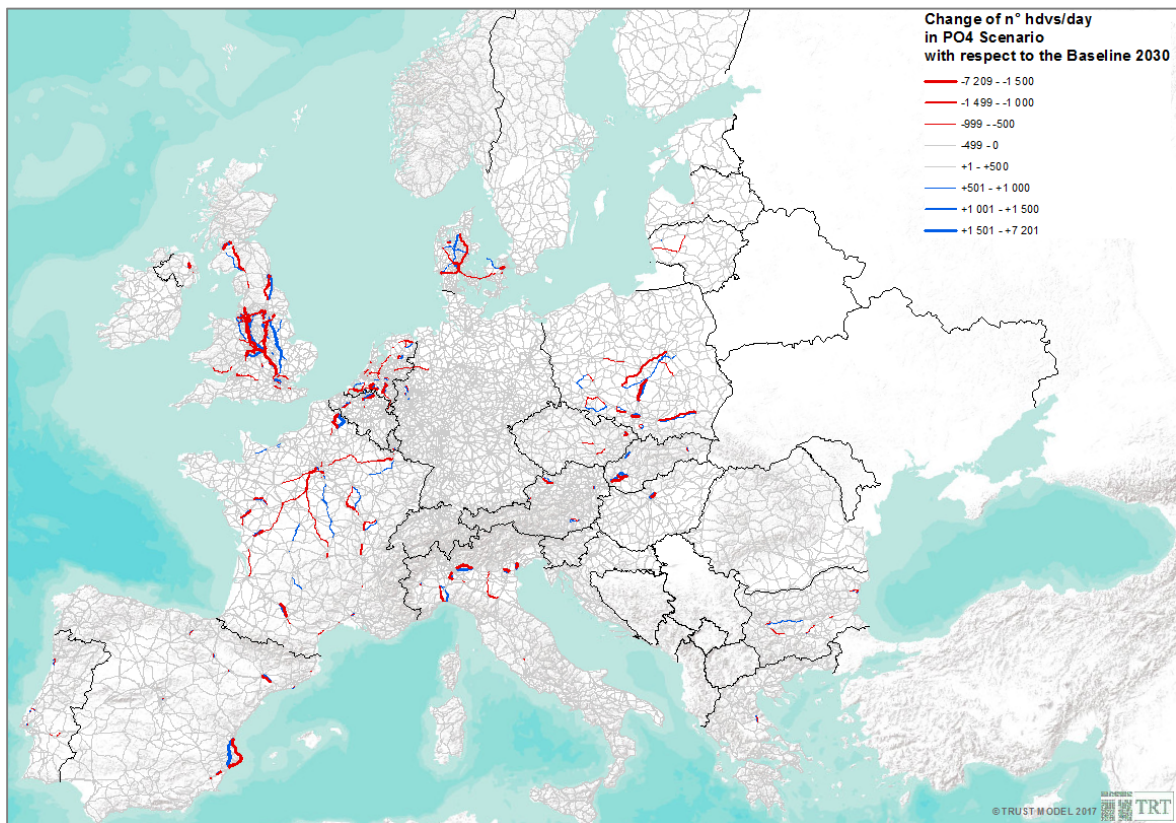 Change of n° hdvs/day
in PO4 Scenario
with respect to the Baseline 2030
-7 209 - -1 500
-1 499 - -1 000
-999 - -500
-499 - 0
+1 - +500
+501 - +1 000
+1 001 - +1 500
+1 501 - +7 201
© TRUST MODEL 2017
TRT